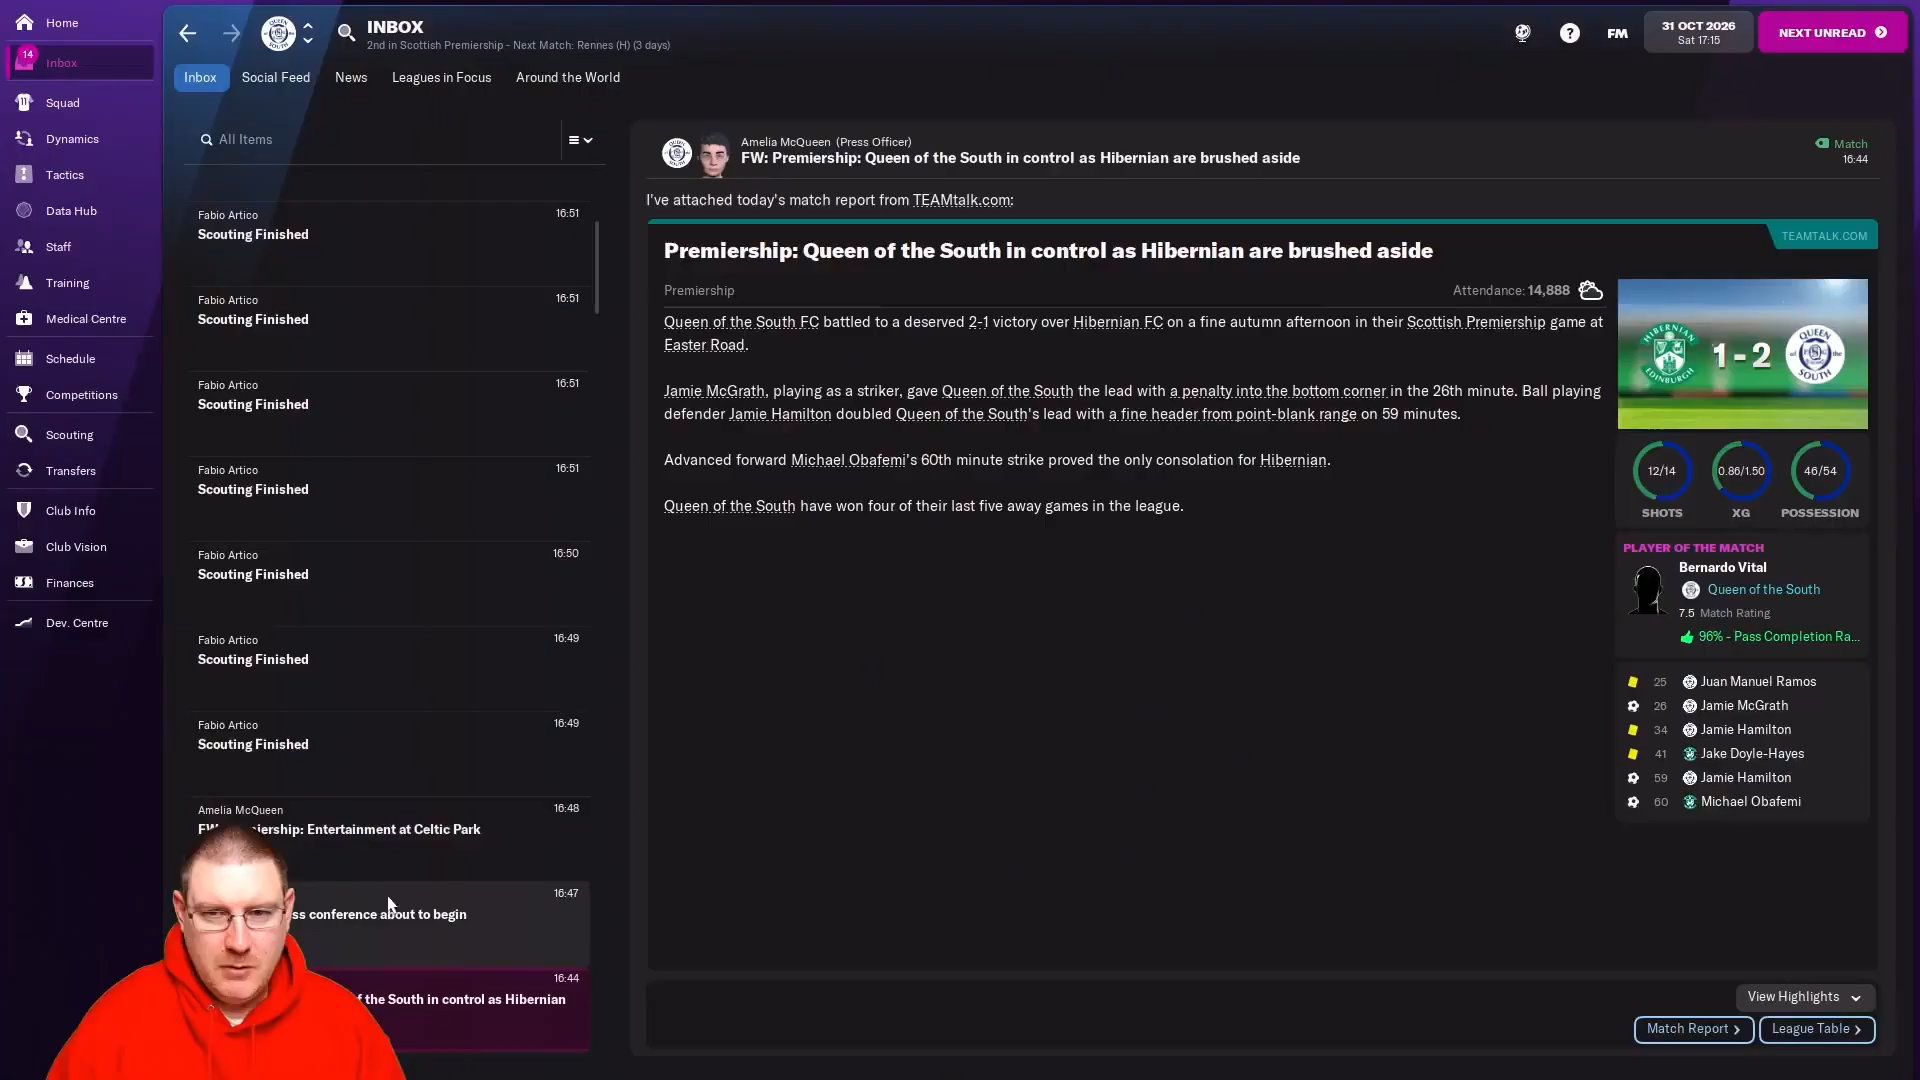 Home
14
Inbox
Squad
Dynamics
Tactics
Data Hub
Staff
Training
Medical Centre
Schedule
Competitions
Scouting
Transfers
Club Info
Club Vision
Finances
Dev. Centre
INBOX
2nd in Scottish Premiership - Next Match: Rennes (H) (3 days)
?
FM
31 OCT 2026
Sat 17:15
NEXT UNREAD
Inbox
Social Feed
News
Leagues in Focus
Around the World
All Items
Fabio Artico
16:51
Scouting Finished
Fabio Artico
16:51
Scouting Finished
Fabio Artico
16:51
Scouting Finished
Fabio Artico
16:51
Scouting Finished
Fabio Artico
16:50
Scouting Finished
Fabio Artico
16:49
Scouting Finished
Fabio Artico
16:49
Scouting Finished
Amelia McQueen
16:48
iership: Entertainment at Celtic Park
16:47
ss conference about to begin
16:44
f the South in control as Hibernian
Amelia McQueen (Press Officer)
FW: Premiership: Queen of the South in control as Hibernian are brushed aside
Match
16:44
I've attached today's match report from TEAMtalk.com:
TEAMTALK.COM
Premiership: Queen of the South in control as Hibernian are brushed aside
Premiership
Attendance: 14,888
Queen of the South FC battled to a deserved 2-1 victory over Hibernian FC on a fine autumn afternoon in their Scottish Premiership game at
Easter Road.
Jamie McGrath, playing as a striker, gave Queen of the South the lead with a penalty into the bottom corner in the 26th minute. Ball playing
defender Jamie Hamilton doubled Queen of the South's lead with a fine header from point-blank range on 59 minutes.
Advanced forward Michael Obafemi's 60th minute strike proved the only consolation for Hibernian.
Queen of the South have won four of their last five away games in the league.
HIBERNIAN
EDINBURGH
1 - 2
QUEEN
of the
SOUTH
12/14
SHOTS
0.86/1.50
XG
46/54
POSSESSION
PLAYER OF THE MATCH
Bernardo Vital
Queen of the South
7.5 Match Rating
96% - Pass Completion Ra...
25 Juan Manuel Ramos
26 Jamie McGrath
34 Jamie Hamilton
41 Jake Doyle-Hayes
59 Jamie Hamilton
60 Michael Obafemi
View Highlights
Match Report
League Table